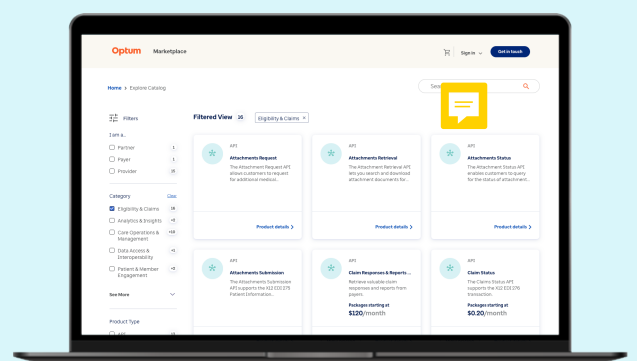 Optum Marketplace Sign in Get in touch
Home > Explore Catalog
Filters
Filtered View 16 Eligibility & Claims ×
I am a...
Partner 1
Payer 1
Provider
Category Clear
Eligibility & Claims 16
Analytics & Insights
Care Operations &
Management
Data Access &
Interoperability
Patient & Member
Engagement
See More
Product Type
API
Attachments Request
The Attachment Request API
allows customers to request
for additional medical...
Product details >
API
Attachments Retrieval
The Attachment Retrieval API
lets you search and download
attachment documents for...
Product details >
API
Attachments Status
The Attachment Status API
enables customers to query
for the status of attachment...
Product details >
API
Attachments Submission
The Attachments Submission
API supports the X12 EDI 275
Patient Information...
API
Claim Responses & Reports ...
Retrieve valuable claim
responses and reports from
payers
Packages starting at
$120/month
API
Claim Status
The Claims Status API
supports the X12 EDI 276
transaction..
Packages starting at
$0.20/month